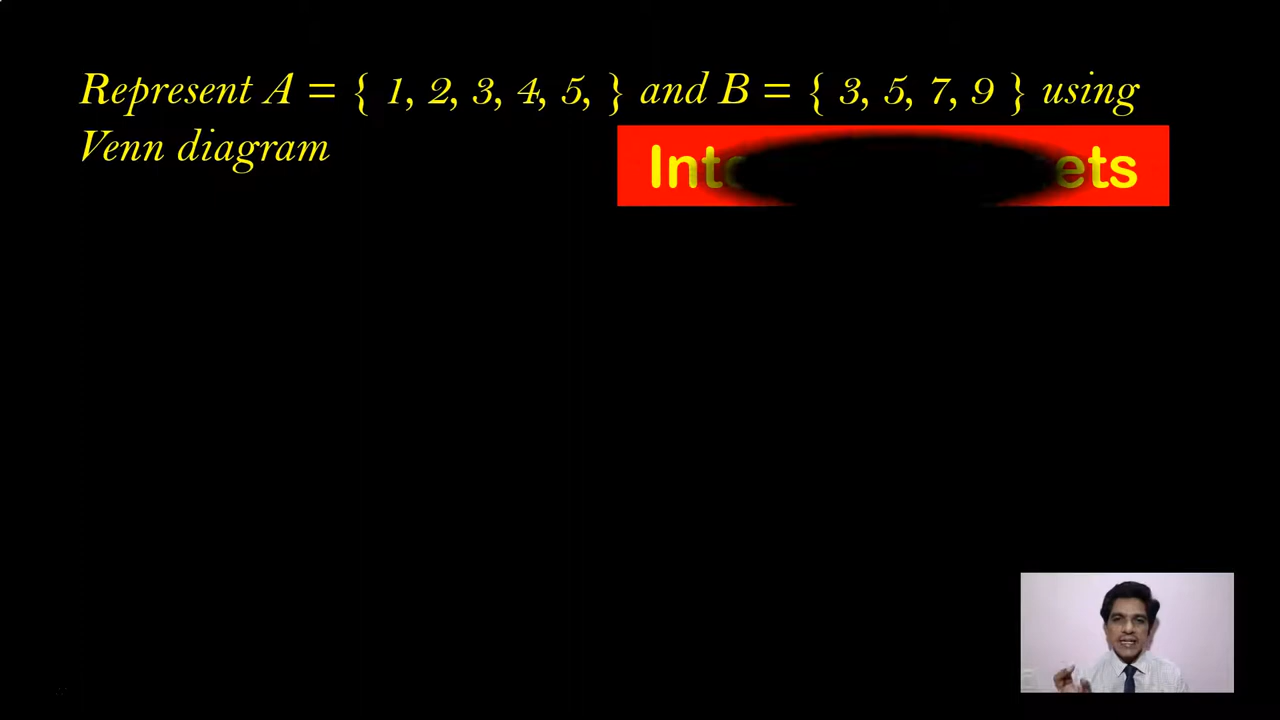 Represent A = { 1, 2, 3, 4, 5, } and B = { 3, 5, 7, 9 } using
Venn diagram